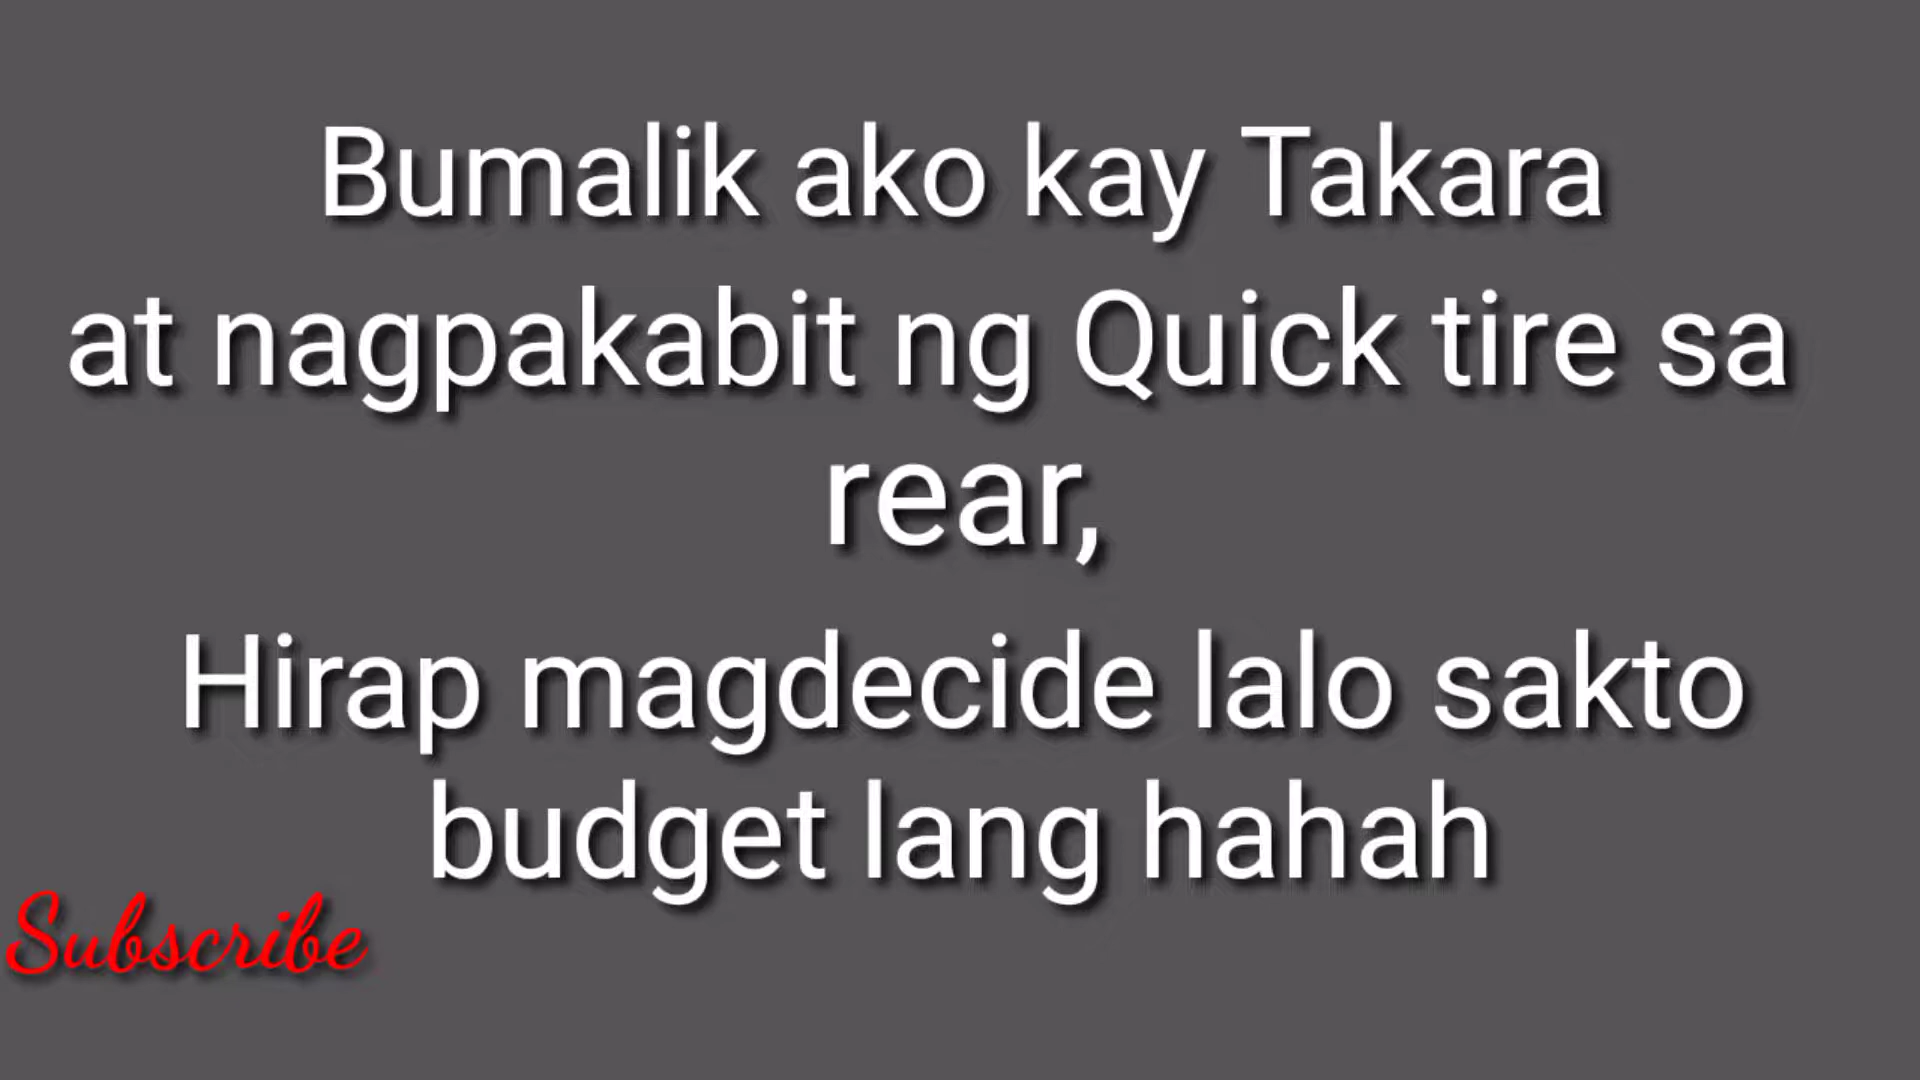 Bumalik ako kay Takara
at nagpakabit ng Quick tire sa
rear,
Hirap magdecide lalo sakto
budget lang hahah
Subscribe